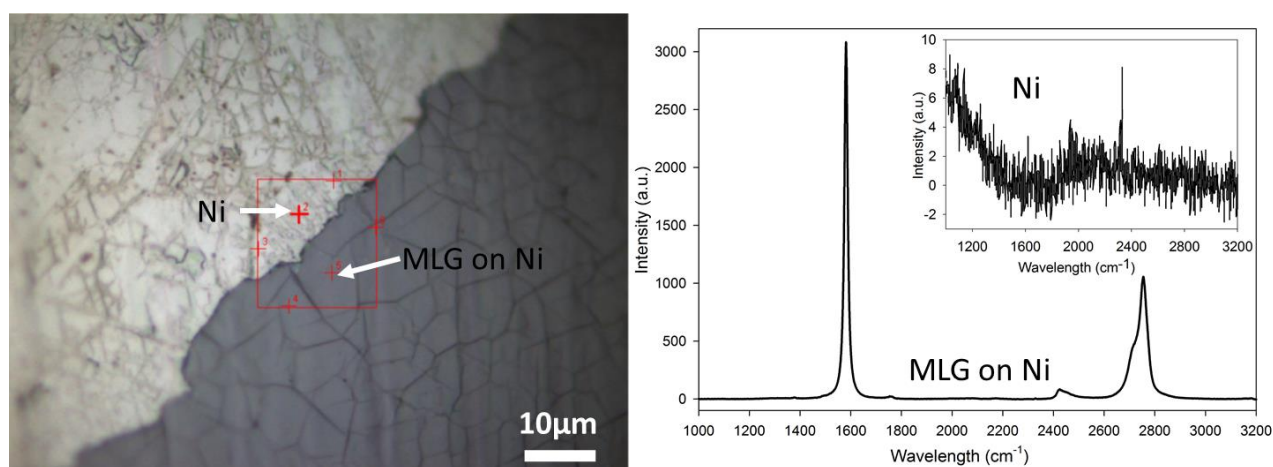 1
Ni
2
3
MLG on Ni
4
10µm
3000
2500
2000
1500
1000
500
0
Intensity (a.u.)
1000 1200 1400 1600 1800 2000 2200 2400 2600 2800 3000 3200
Wavelength (cm-1)
MLG on Ni
10
8
6
4
2
0
-2
Intensity (a.u.)
Ni
1200 1600 2000 2400 2800 3200
Wavelength (cm-1)